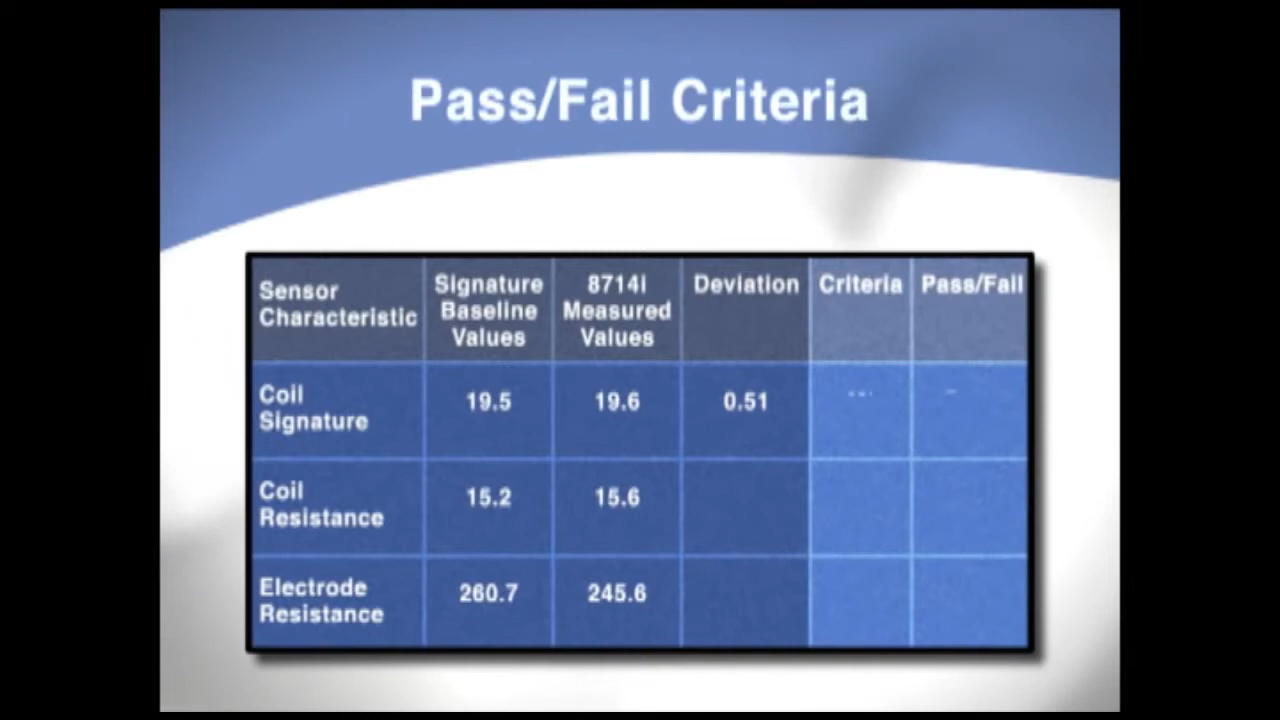 Pass/Fail Criteria
Sensor Characteristic Signature Baseline Values 8714I Measured Values Deviation Criteria Pass/Fail
Coil Signature 19.5 19.6 0.51
Coil Resistance 15.2 15.6
Electrode Resistance 260.7 245.6